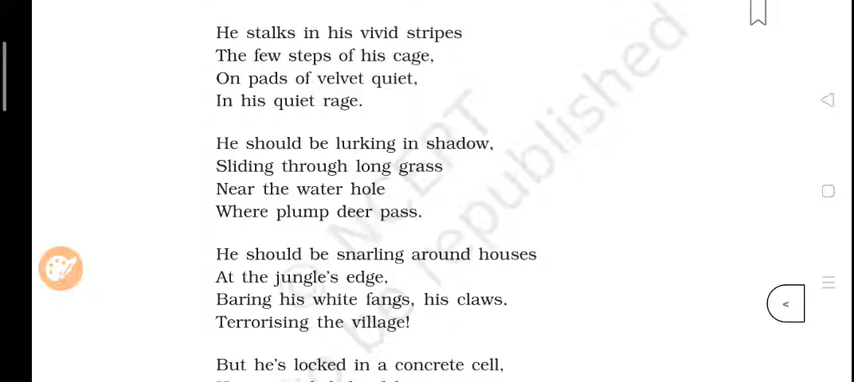 He stalks in his vivid stripes
The few steps of his cage,
On pads of velvet quiet,
In his quiet rage.
He should be lurking in shadow,
Sliding through long grass
Near the water hole
Where plump deer pass.
He should be snarling around houses
At the jungle's edge,
Baring his white fangs, his claws,
Terrorising the village!
But he's locked in a concrete cell,
© NCERT
be republished